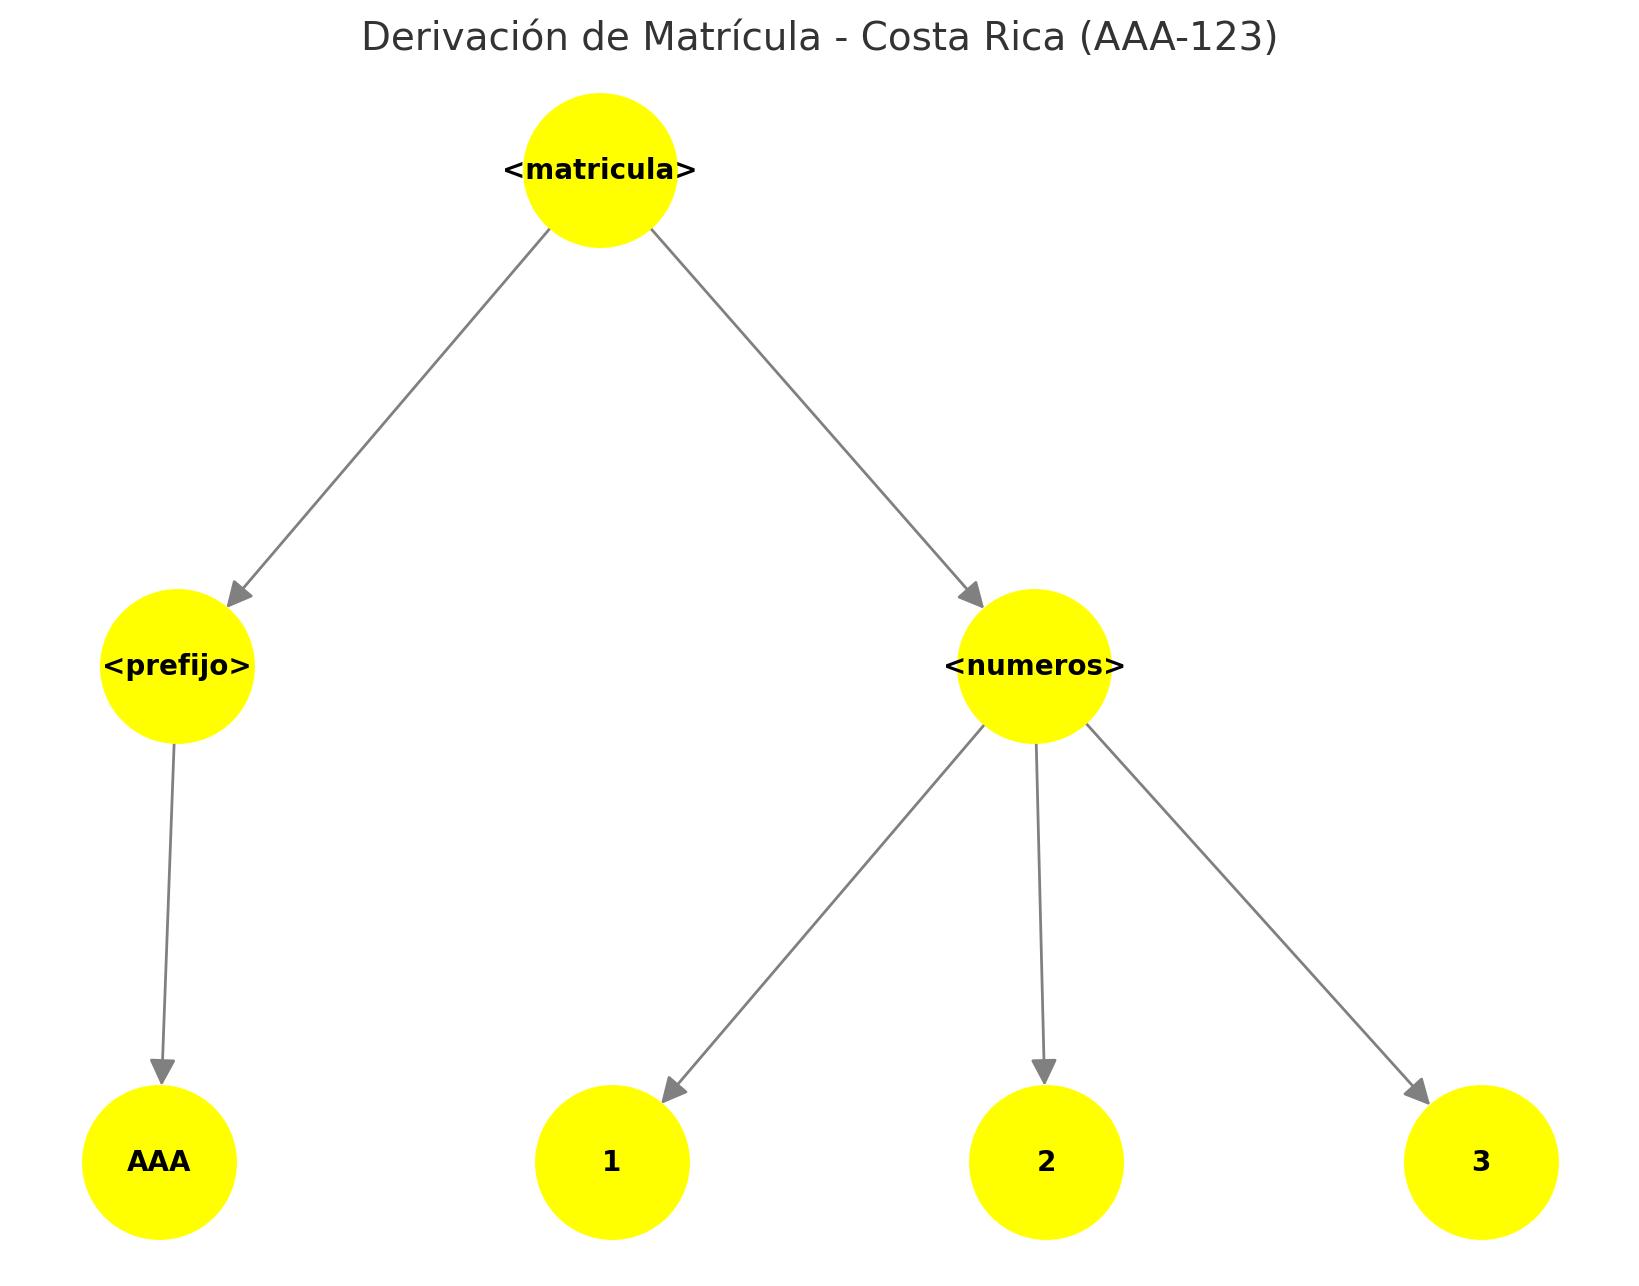 Derivación de Matrícula - Costa Rica (AAA-123)
<matricula>
<prefijo>
<numeros>
AAA
1
2
3